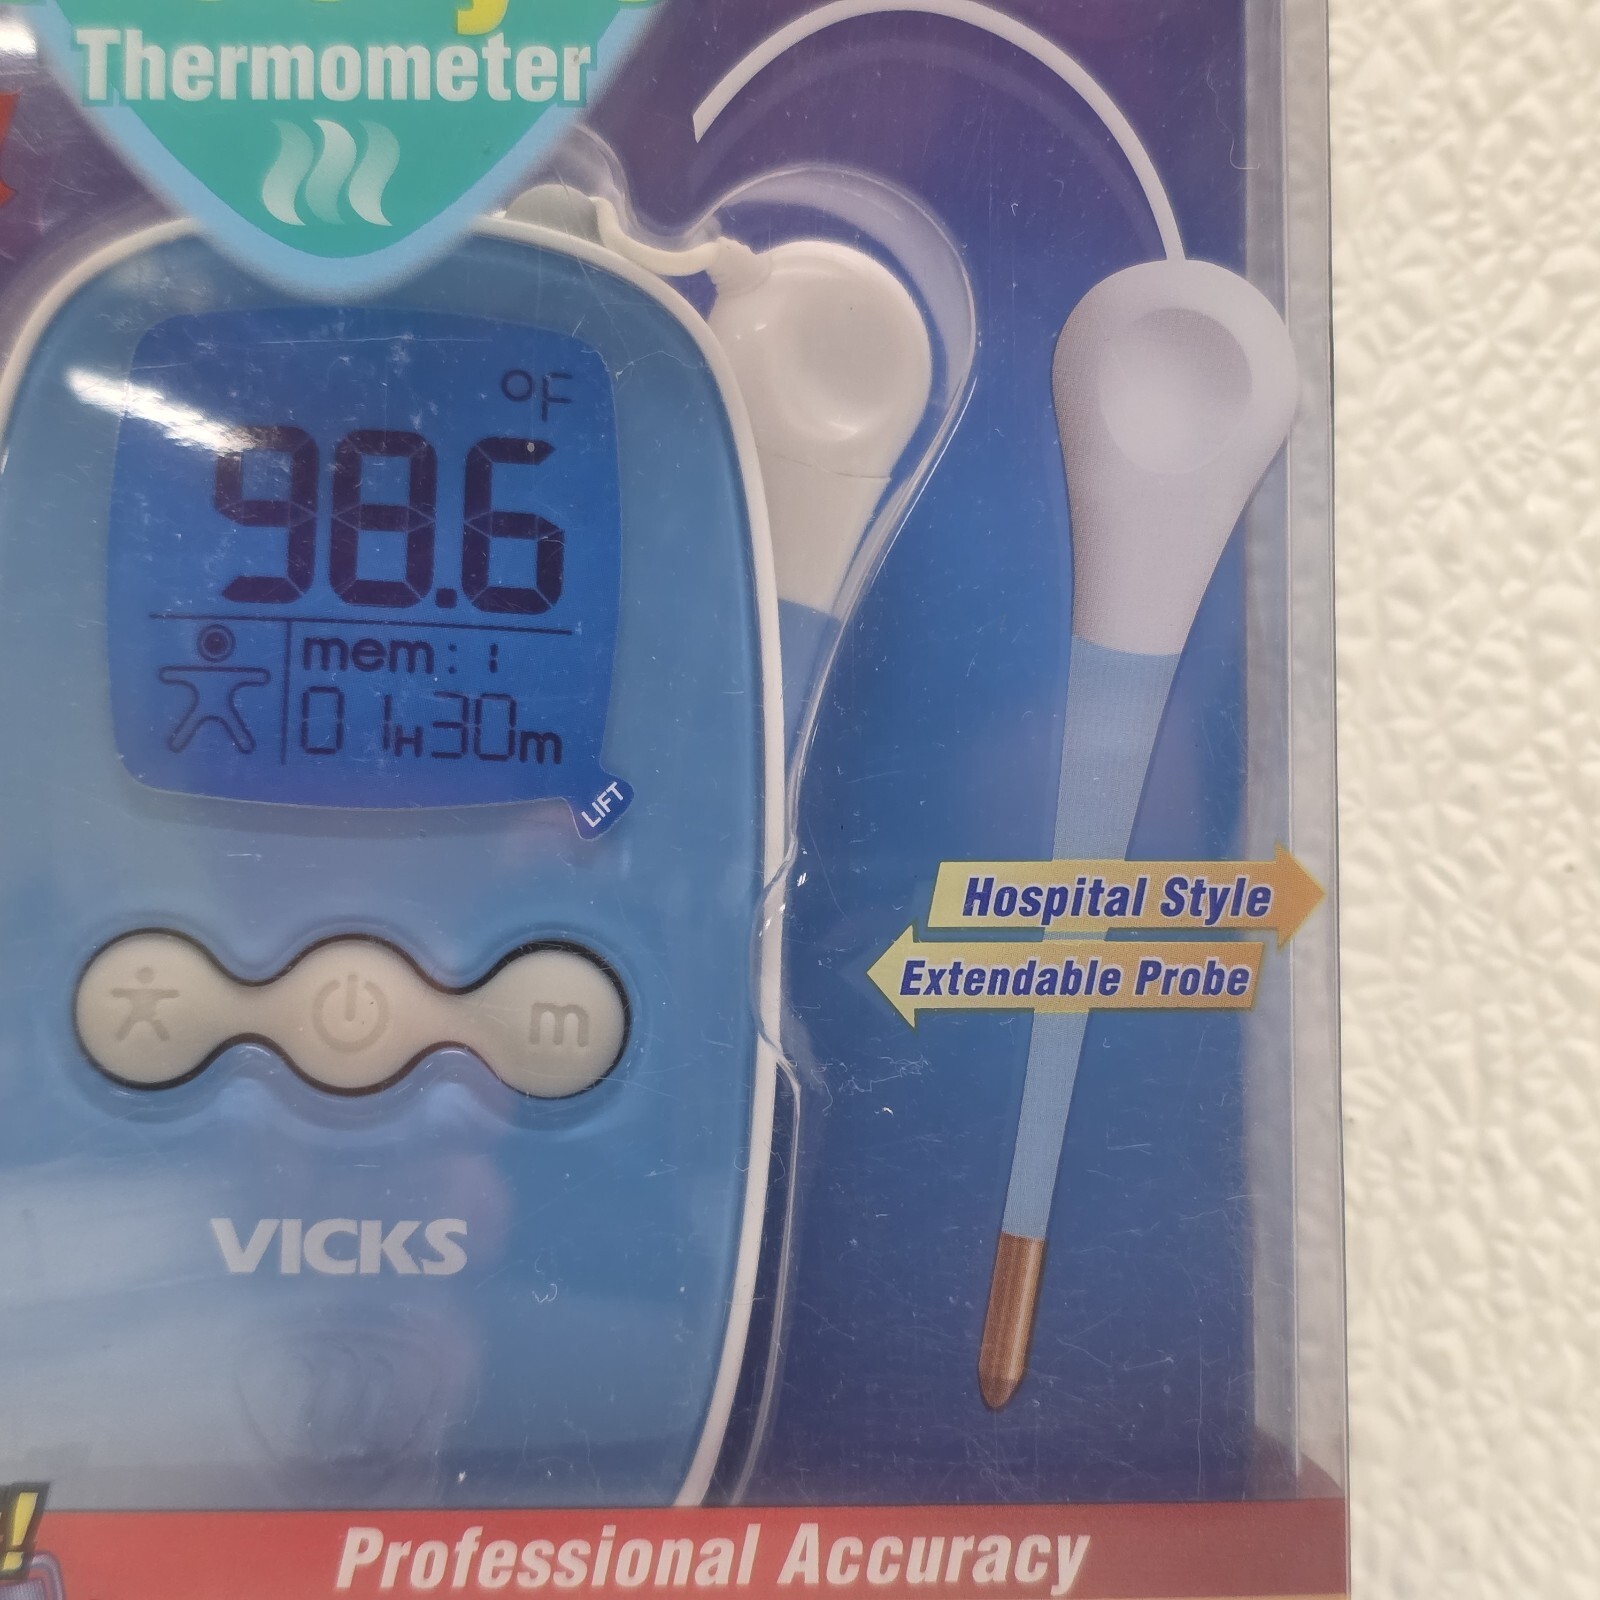 Thermometer
°F
98.6
mem: 1
01H30m
LIFT
Hospital Style
Extendable Probe
m
VICKS
!
Professional Accuracy